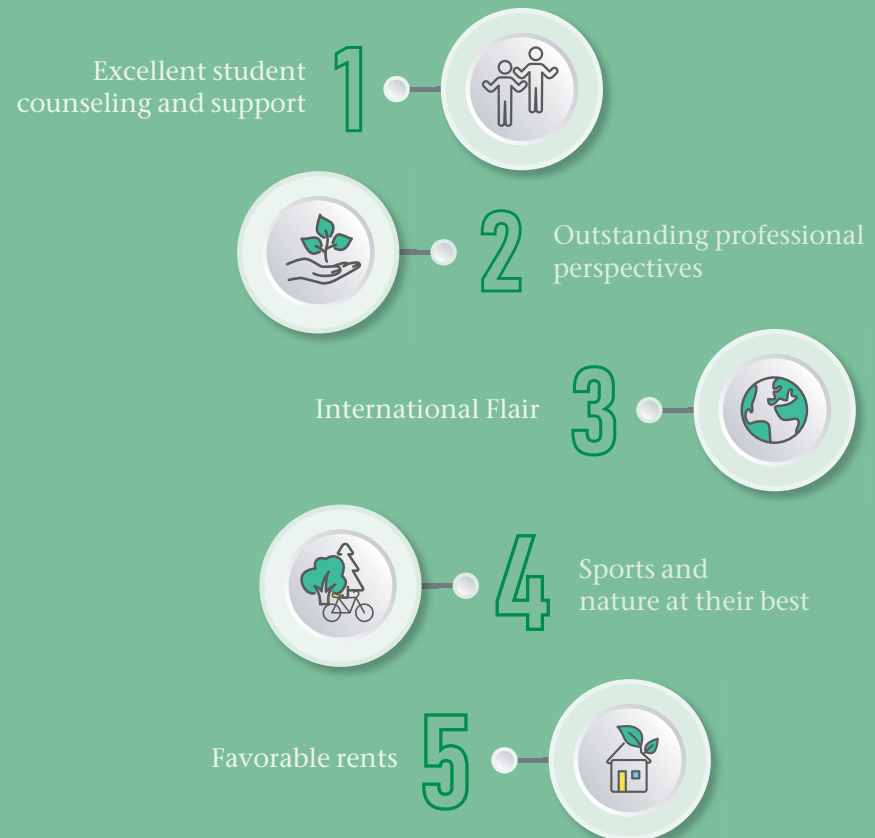 Excellent student
counseling and support
1
2
Outstanding professional
perspectives
International Flair
3
4
Sports and
nature at their best
Favorable rents
5